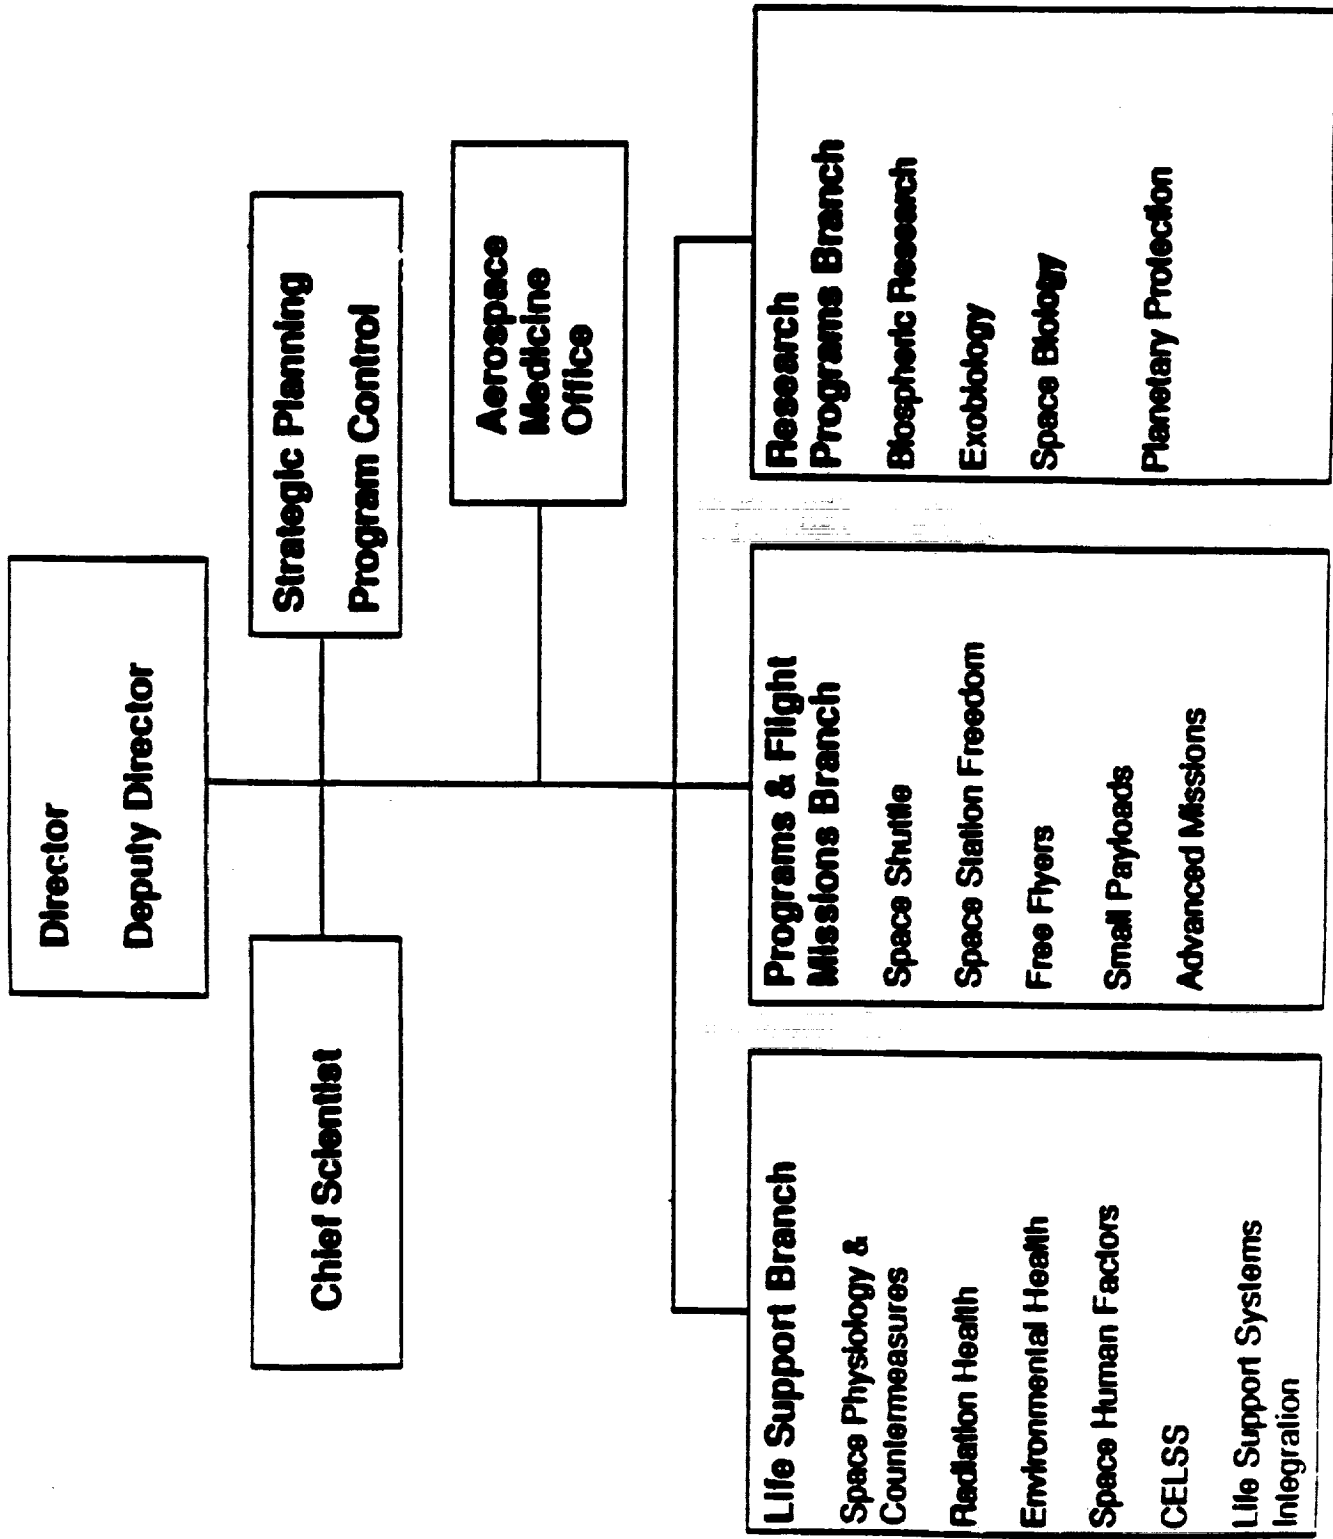 Director
Deputy Director
Chief Scientist
Strategic Planning
Program Control
Aerospace
Medicine
Office
Life Support Branch
Space Physiology &
Countermeasures
Radiation Health
Environmental Health
Space Human Factors
CELSS
Life Support Systems
Integration
Programs & Flight
Missions Branch
Space Shuttle
Space Station Freedom
Free Flyers
Small Payloads
Advanced Missions
Research
Programs Branch
Biospheric Research
Exobiology
Space Biology
Planetary Protection